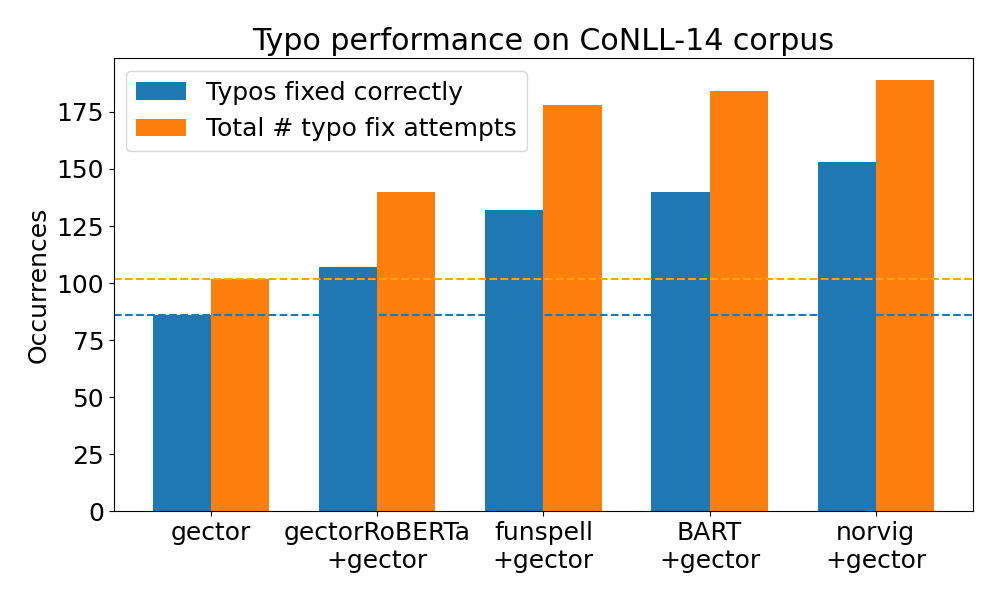 Typo performance on CoNLL-14 corpus
Typos fixed correctly
Total # typo fix attempts
Occurrences
175
150
125
100
75
50
25
0
gector
gectorRoBERTa
+gector
funspell
+gector
BART
+gector
norvig
+gector